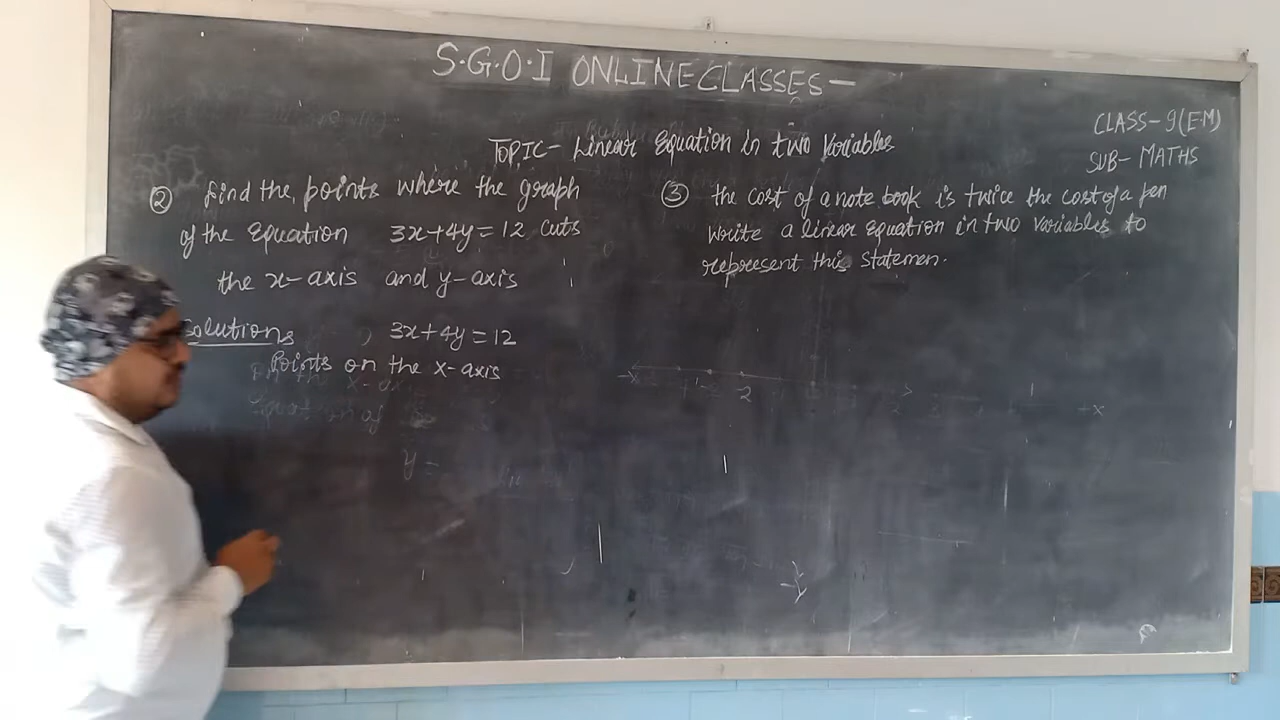 S.G.O.I ONLINE CLASSES -
CLASS-9(E.M)
SUB- MATHS
TOPIC- Linear Equation in two Variables
② find the points where the graph
of the Equation 3x+4y=12 cuts
the x-axis and y-axis
Solutions , 3x+4y=12
Points on the x-axis
y =
③ the cost of a note book is twice the cost of a pen
Write a linear Equation in two variables to
represent this statemen.
-x -2 +x